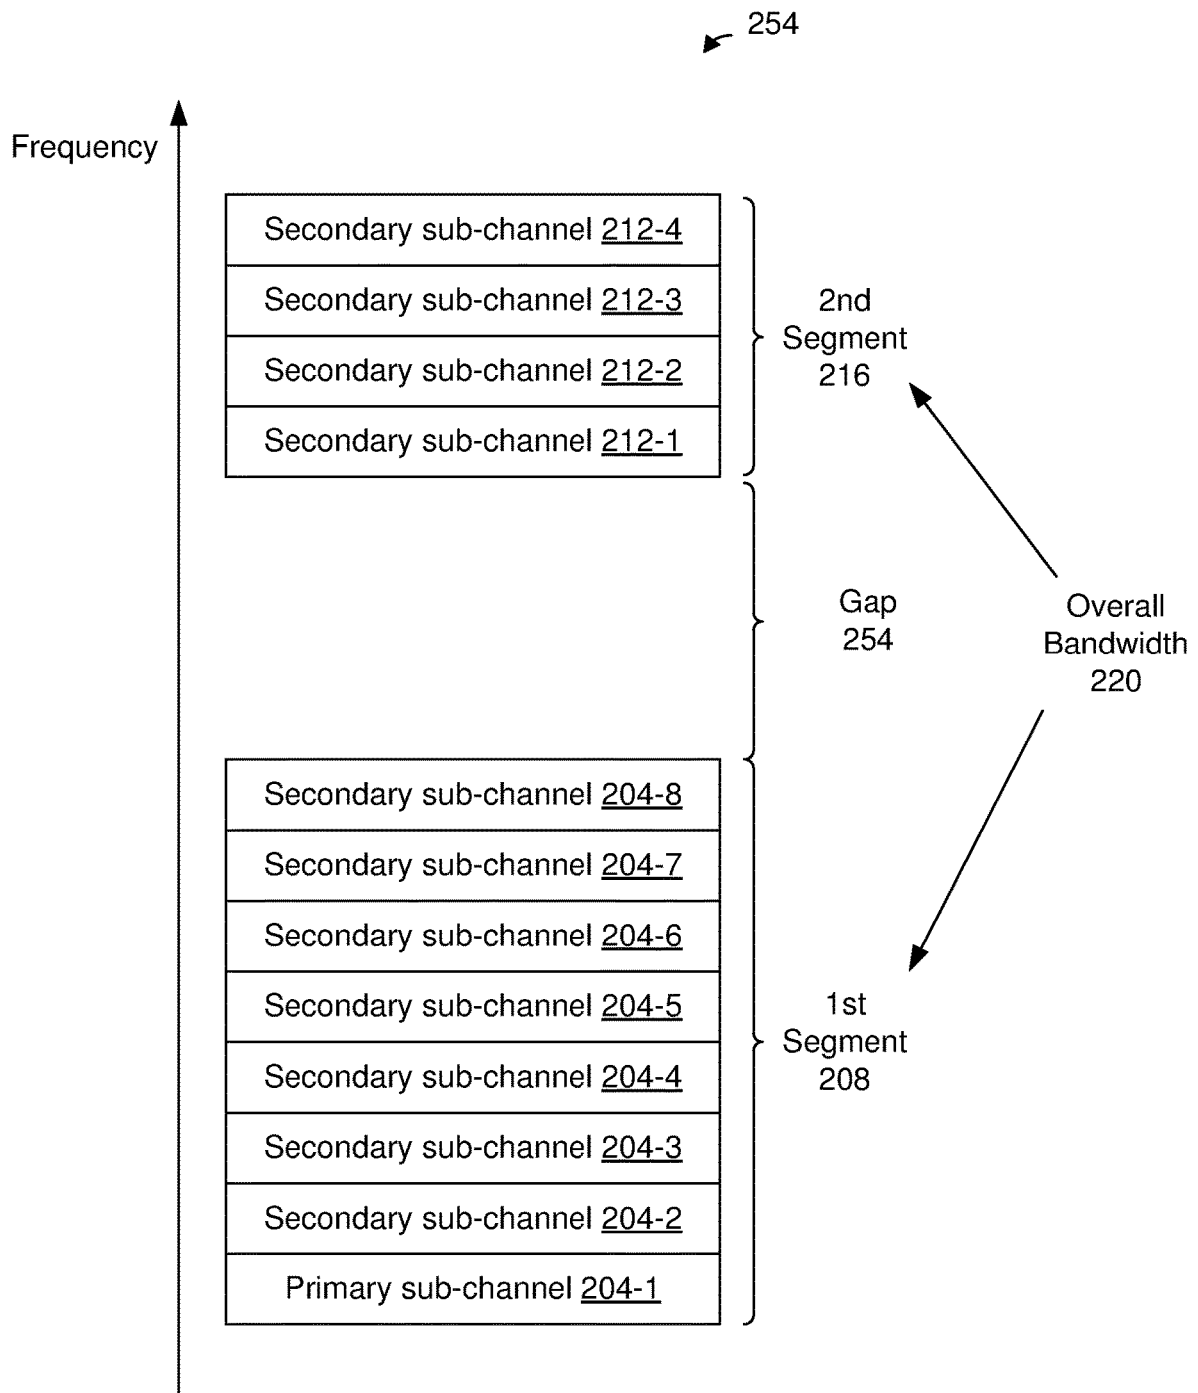 254
Frequency
Secondary sub-channel 212-4
Secondary sub-channel 212-3
Secondary sub-channel 212-2
Secondary sub-channel 212-1
2nd
Segment
216
Gap
254
Overall
Bandwidth
220
Secondary sub-channel 204-8
Secondary sub-channel 204-7
Secondary sub-channel 204-6
Secondary sub-channel 204-5
Secondary sub-channel 204-4
Secondary sub-channel 204-3
Secondary sub-channel 204-2
Primary sub-channel 204-1
1st
Segment
208